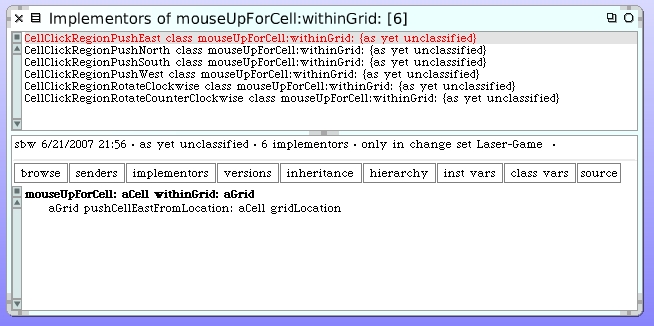 Implementors of mouseUpForCell:withinGrid: [6]
CellClickRegionPushEast class mouseUpForCell:withinGrid: {as yet unclassified}
CellClickRegionPushNorth class mouseUpForCell:withinGrid: {as yet unclassified}
CellClickRegionPushSouth class mouseUpForCell:withinGrid: {as yet unclassified}
CellClickRegionPushWest class mouseUpForCell:withinGrid: {as yet unclassified}
CellClickRegionRotateClockwise class mouseUpForCell:withinGrid: {as yet unclassified}
CellClickRegionRotateCounterClockwise class mouseUpForCell:withinGrid: {as yet unclassified}
sbw 6/21/2007 21:56 · as yet unclassified · 6 implementors · only in change set Laser-Game ·
browse senders implementors versions inheritance hierarchy inst vars class vars source
mouseUpForCell: aCell withinGrid: aGrid
aGrid pushCellEastFromLocation: aCell gridLocation